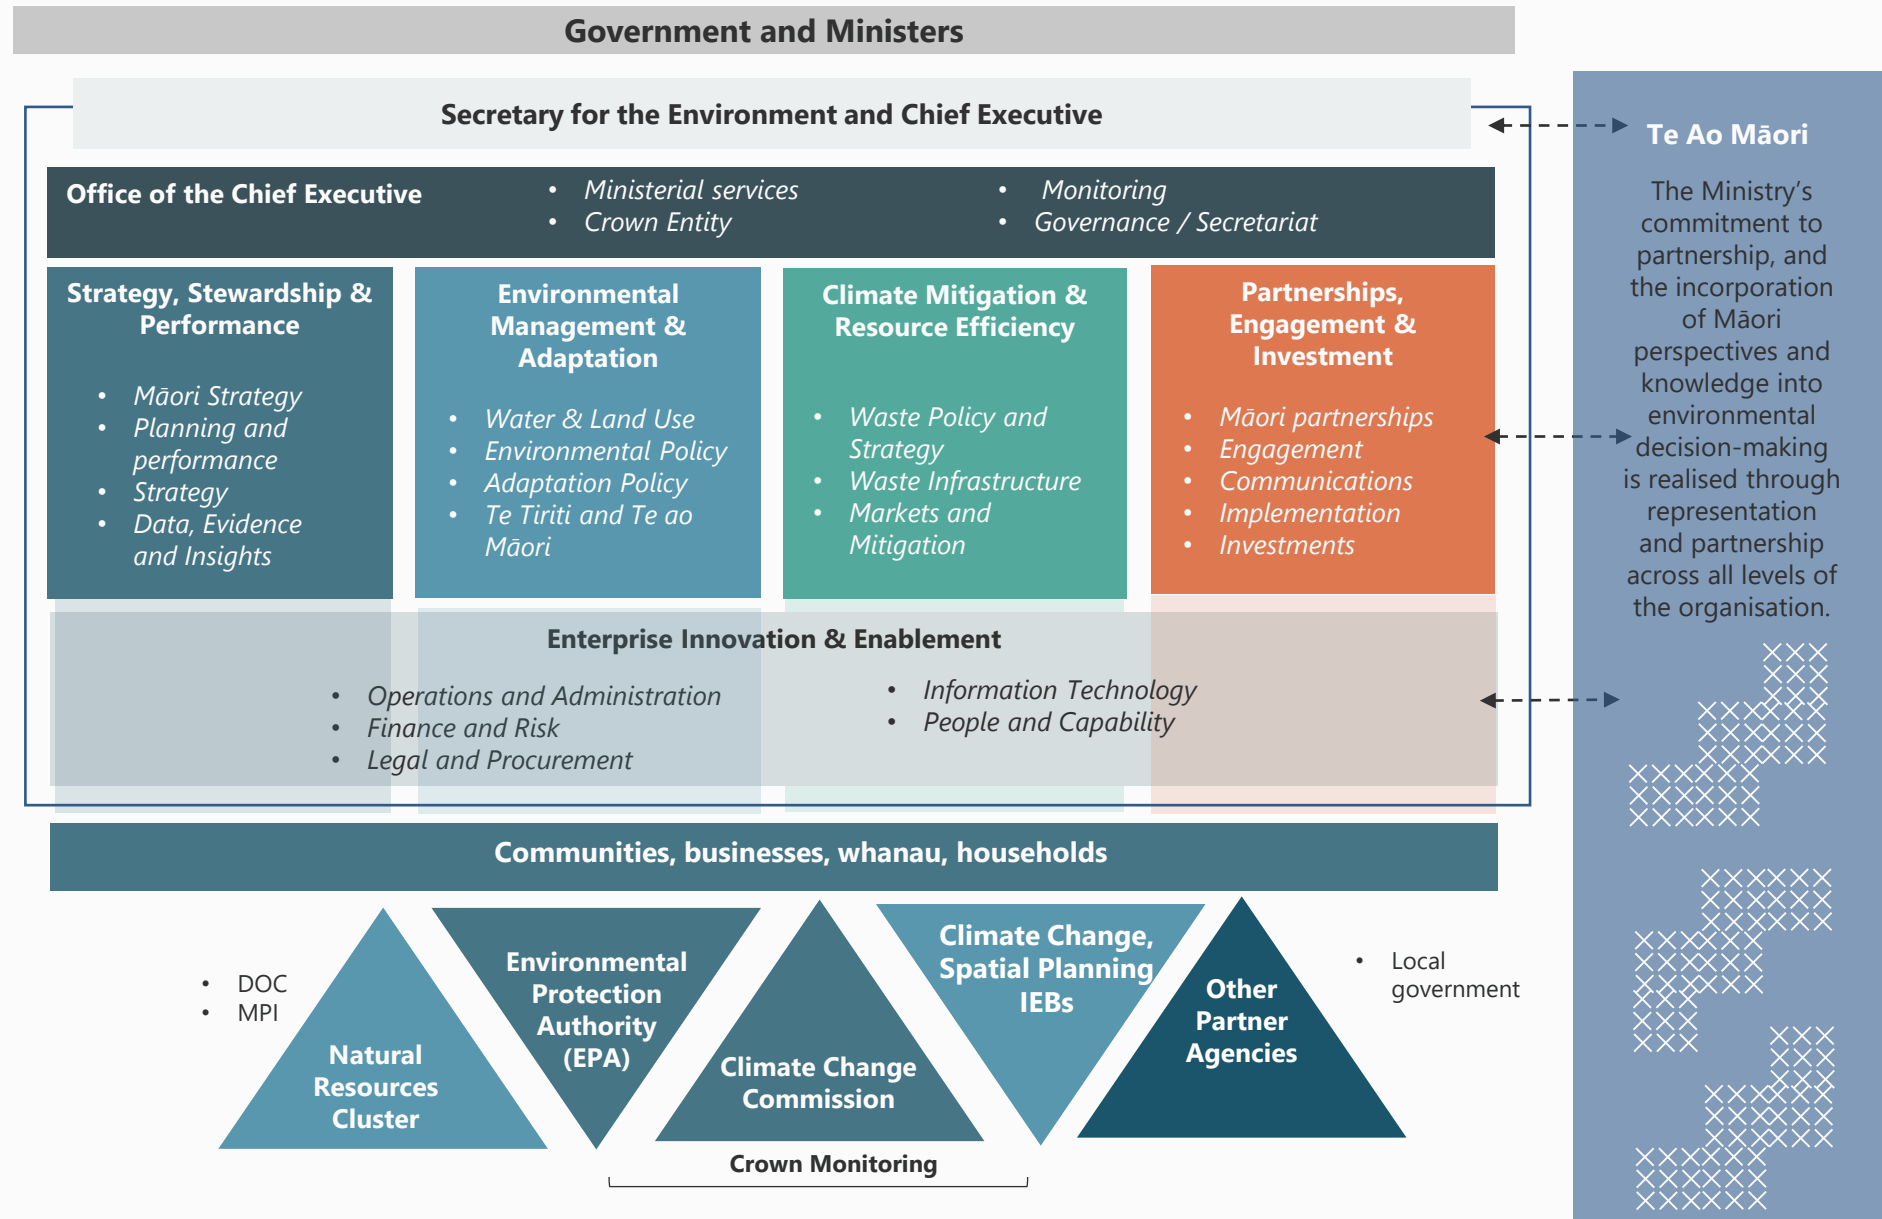 Government and Ministers
Secretary for the Environment and Chief Executive
Office of the Chief Executive
• Ministerial services
• Crown Entity
• Monitoring
• Governance / Secretariat
Strategy, Stewardship &
Performance
• Māori Strategy
• Planning and
performance
• Strategy
• Data, Evidence
and Insights
Environmental
Management &
Adaptation
• Water & Land Use
• Environmental Policy
• Adaptation Policy
• Te Tiriti and Te ao
Māori
Climate Mitigation &
Resource Efficiency
• Waste Policy and
Strategy
• Waste Infrastructure
• Markets and
Mitigation
Partnerships,
Engagement &
Investment
• Māori partnerships
• Engagement
• Communications
• Implementation
• Investments
Enterprise Innovation & Enablement
• Operations and Administration
• Finance and Risk
• Legal and Procurement
• Information Technology
• People and Capability
Communities, businesses, whanau, households
• DOC
• MPI
Natural
Resources
Cluster
Environmental
Protection
Authority
(EPA)
Climate Change
Commission
Climate Change,
Spatial Planning
IEBs
Other
Partner
Agencies
• Local
government
Crown Monitoring
Te Ao Māori
The Ministry’s
commitment to
partnership, and
the incorporation
of Māori
perspectives and
knowledge into
environmental
decision-making
is realised through
representation
and partnership
across all levels of
the organisation.